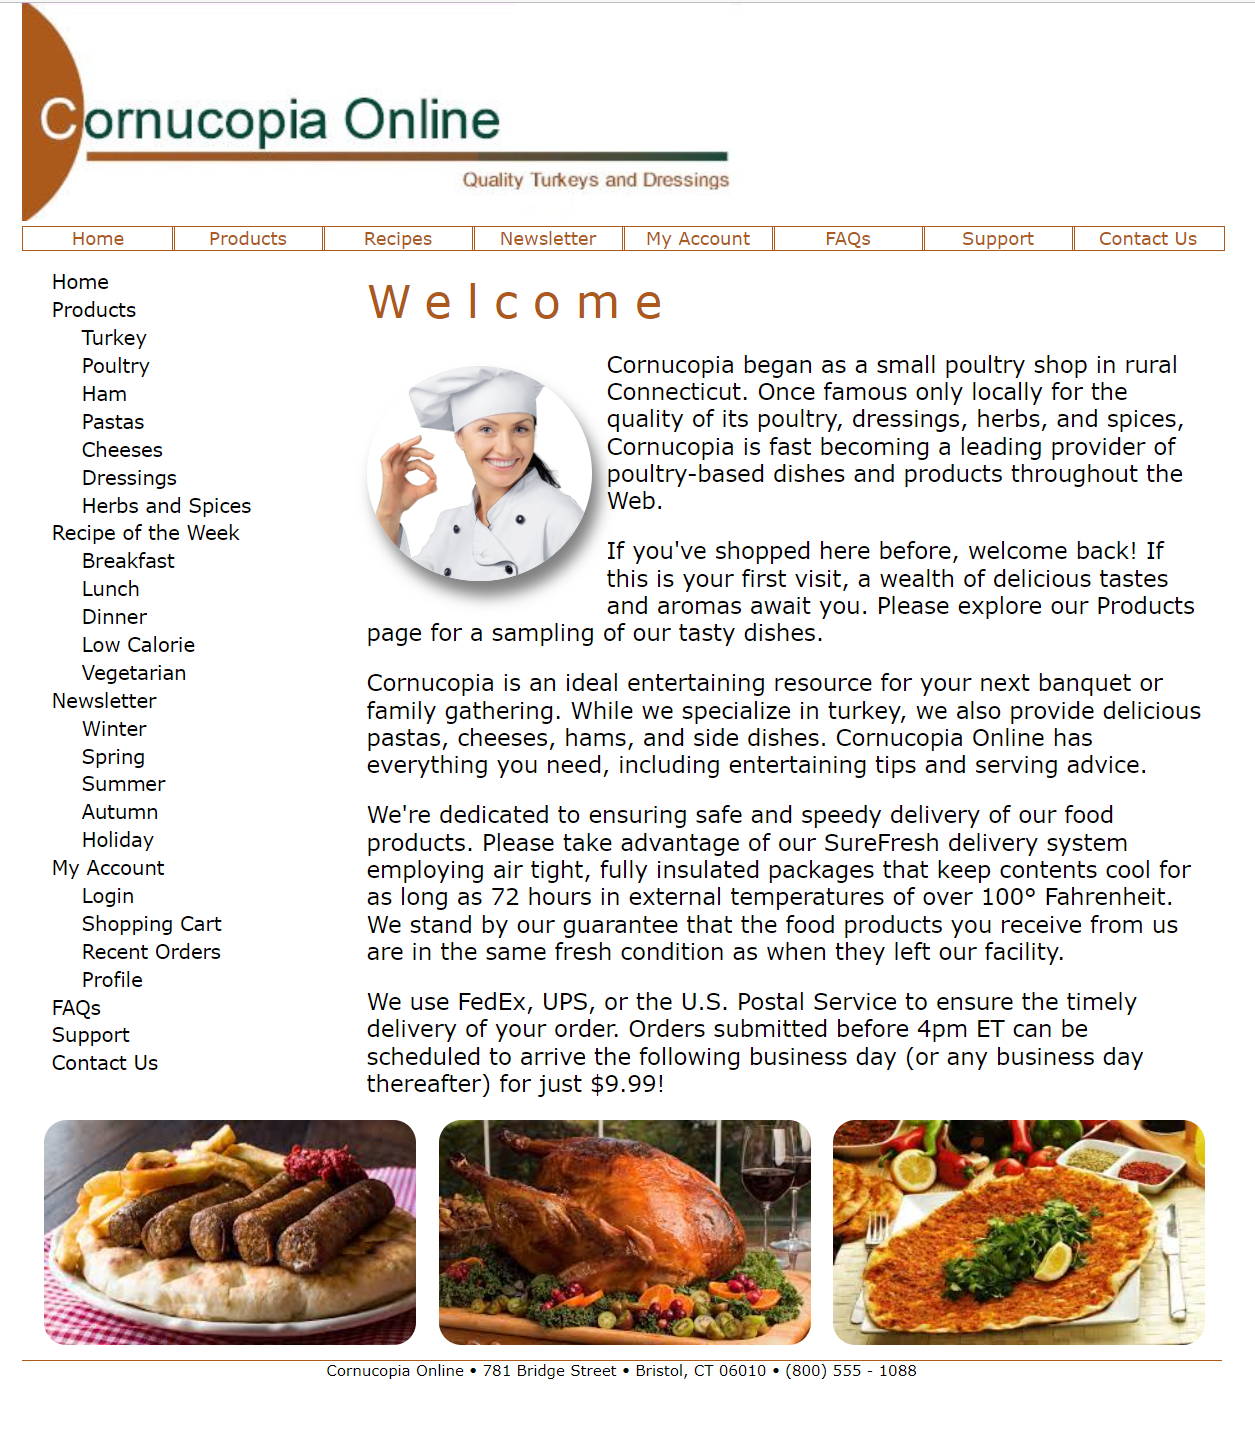 Cornucopia Online
Quality Turkeys and Dressings
Home Products Recipes Newsletter My Account FAQs Support Contact Us
Home
Products
Turkey
Poultry
Ham
Pastas
Cheeses
Dressings
Herbs and Spices
Recipe of the Week
Breakfast
Lunch
Dinner
Low Calorie
Vegetarian
Newsletter
Winter
Spring
Summer
Autumn
Holiday
My Account
Login
Shopping Cart
Recent Orders
Profile
FAQs
Support
Contact Us
Welcome
Cornucopia began as a small poultry shop in rural
Connecticut. Once famous only locally for the
quality of its poultry, dressings, herbs, and spices,
Cornucopia is fast becoming a leading provider of
poultry-based dishes and products throughout the
Web.
If you've shopped here before, welcome back! If
this is your first visit, a wealth of delicious tastes
and aromas await you. Please explore our Products
page for a sampling of our tasty dishes.
Cornucopia is an ideal entertaining resource for your next banquet or
family gathering. While we specialize in turkey, we also provide delicious
pastas, cheeses, hams, and side dishes. Cornucopia Online has
everything you need, including entertaining tips and serving advice.
We're dedicated to ensuring safe and speedy delivery of our food
products. Please take advantage of our SureFresh delivery system
employing air tight, fully insulated packages that keep contents cool for
as long as 72 hours in external temperatures of over 100° Fahrenheit.
We stand by our guarantee that the food products you receive from us
are in the same fresh condition as when they left our facility.
We use FedEx, UPS, or the U.S. Postal Service to ensure the timely
delivery of your order. Orders submitted before 4pm ET can be
scheduled to arrive the following business day (or any business day
thereafter) for just $9.99!
Cornucopia Online • 781 Bridge Street • Bristol, CT 06010 • (800) 555 - 1088